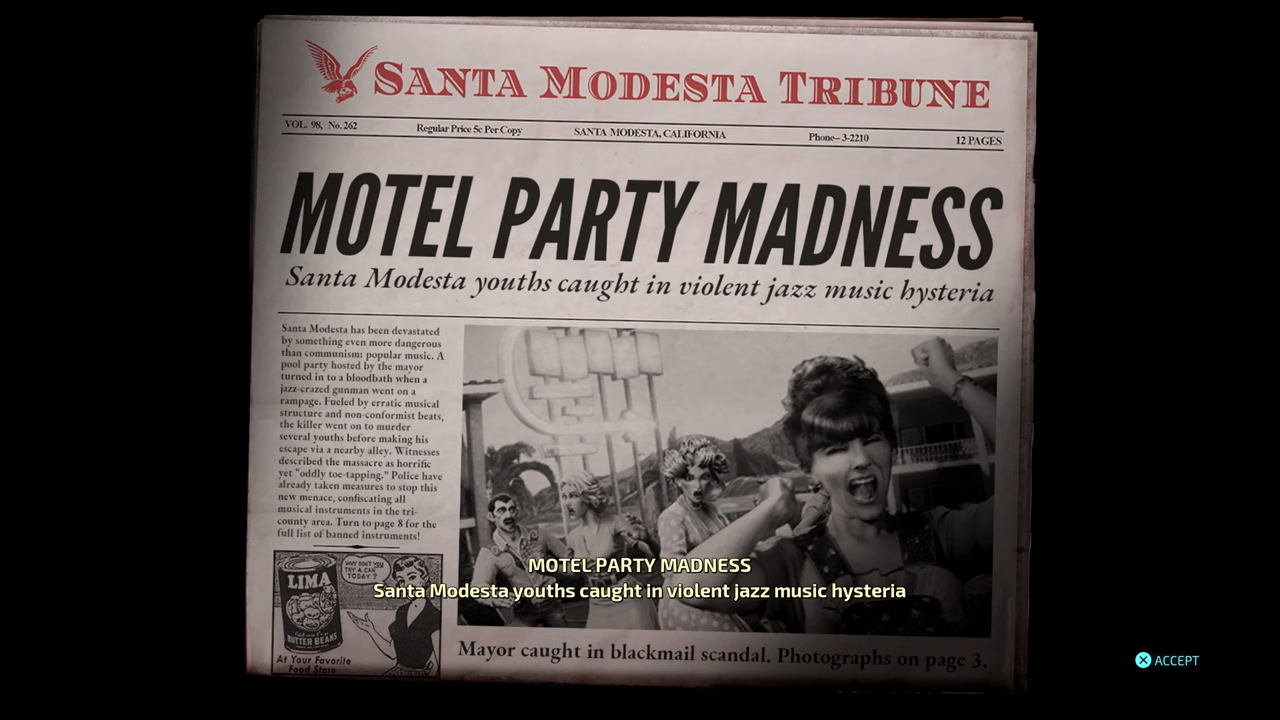 SANTA MODESTA TRIBUNE
VOL. 98, No. 262 Regular Price 5c Per Copy SANTA MODESTA, CALIFORNIA Phone–3-2210 12 PAGES
MOTEL PARTY MADNESS
Santa Modesta youths caught in violent jazz music hysteria
Santa Modesta has been devastated
by something even more dangerous
than communism: popular music. A
pool party hosted by the mayor
turned in to a bloodbath when a
jazz-crazed gunman went on a
rampage. Fueled by erratic musical
structure and non-conformist beats,
the killer went on to murder
several youths before making his
escape via a nearby alley. Witnesses
described the massacre as horrific
yet "oddly toe-tapping." Police have
already taken measures to stop this
new menace, confiscating all
musical instruments in the tri-
county area. Turn to page 8 for the
full list of banned instruments!
WHY DON'T YOU
TRY A CAN
TODAY?
LIMA
BUTTER BEANS
At Your Favorite
Food Store
MOTEL PARTY MADNESS
Santa Modesta youths caught in violent jazz music hysteria
Mayor caught in blackmail scandal. Photographs on page 3.
ACCEPT